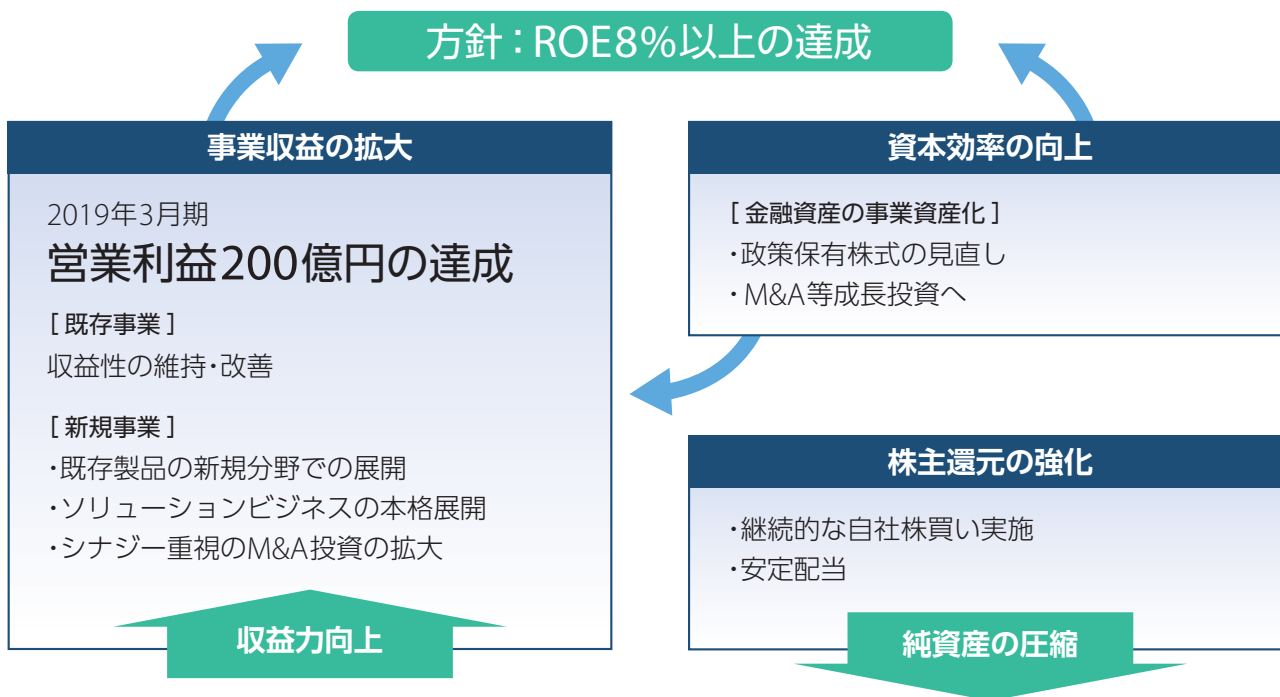 方針：ROE8%以上の達成
事業収益の拡大
2019年3月期
営業利益200億円の達成
［既存事業］
収益性の維持・改善
［新規事業］
・既存製品の新規分野での展開
・ソリューションビジネスの本格展開
・シナジー重視のM&A投資の拡大
収益力向上
資本効率の向上
［金融資産の事業資産化］
・政策保有株式の見直し
・M&A等成長投資へ
株主還元の強化
・継続的な自社株買い実施
・安定配当
純資産の圧縮